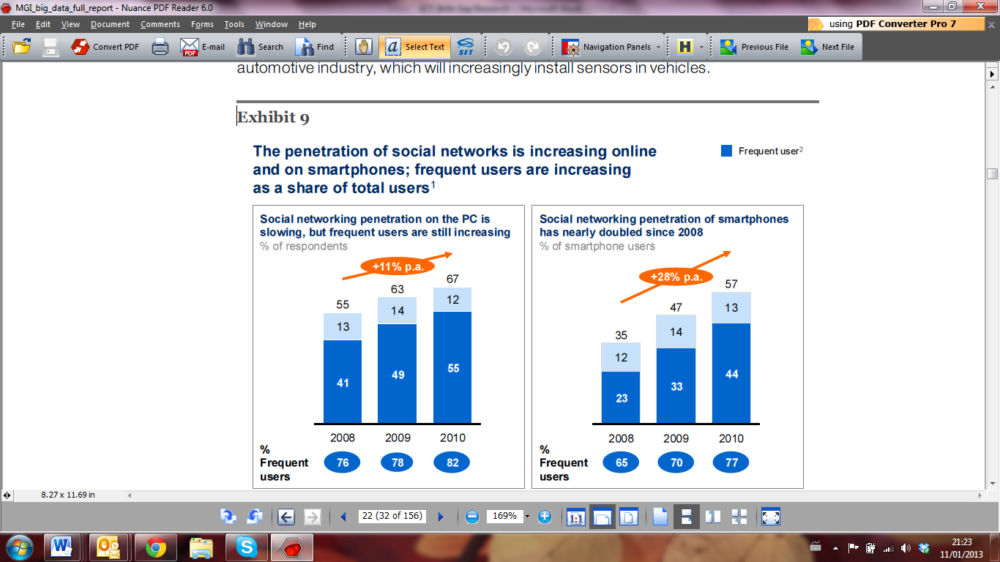 MGI_big_data_full_report - Nuance PDF Reader 6.0
File Edit View Document Comments Forms Tools Window Help
using PDF Converter Pro 7
Convert PDF E-mail Search Find Select Text SET Navigation Panels H Previous File Next File
automotive industry, which will increasingly install sensors in vehicles.
Exhibit 9
The penetration of social networks is increasing online
and on smartphones; frequent users are increasing
as a share of total users1
Frequent user2
Social networking penetration on the PC is
slowing, but frequent users are still increasing
% of respondents
+11% p.a.
55 63 67
13 14 12
41 49 55
2008 2009 2010
%
Frequent
users
76 78 82
Social networking penetration of smartphones
has nearly doubled since 2008
% of smartphone users
+28% p.a.
35 47 57
12 14 13
23 33 44
2008 2009 2010
%
Frequent
users
65 70 77
8.27 x 11.69 in
22 (32 of 156) 169% 1:1
21:23
11/01/2013